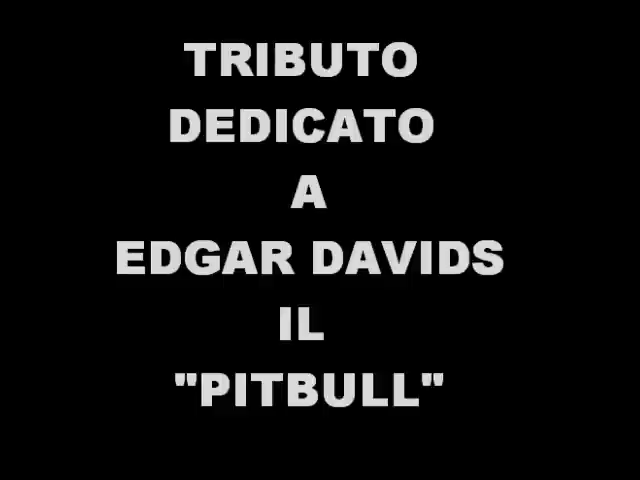 TRIBUTO
DEDICATO
A
EDGAR DAVIDS
IL
"PITBULL"